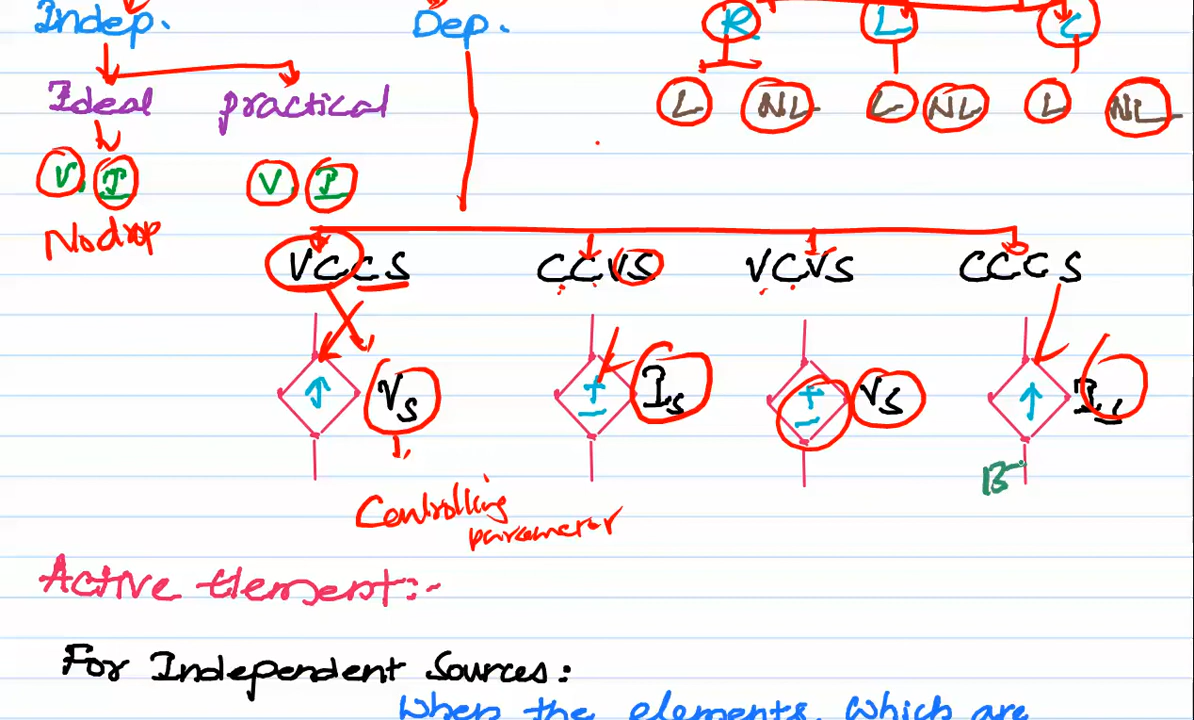 Indep. Dep. R L C
Ideal practical L NL L NL L NL
V, I V I
No drop
VCCS CCVS VCVS CCCS
↑ Vs + - Is + - Vs ↑ Is
Controlling
parameter
Active Element:-
For Independent Sources:
When the elements, which are